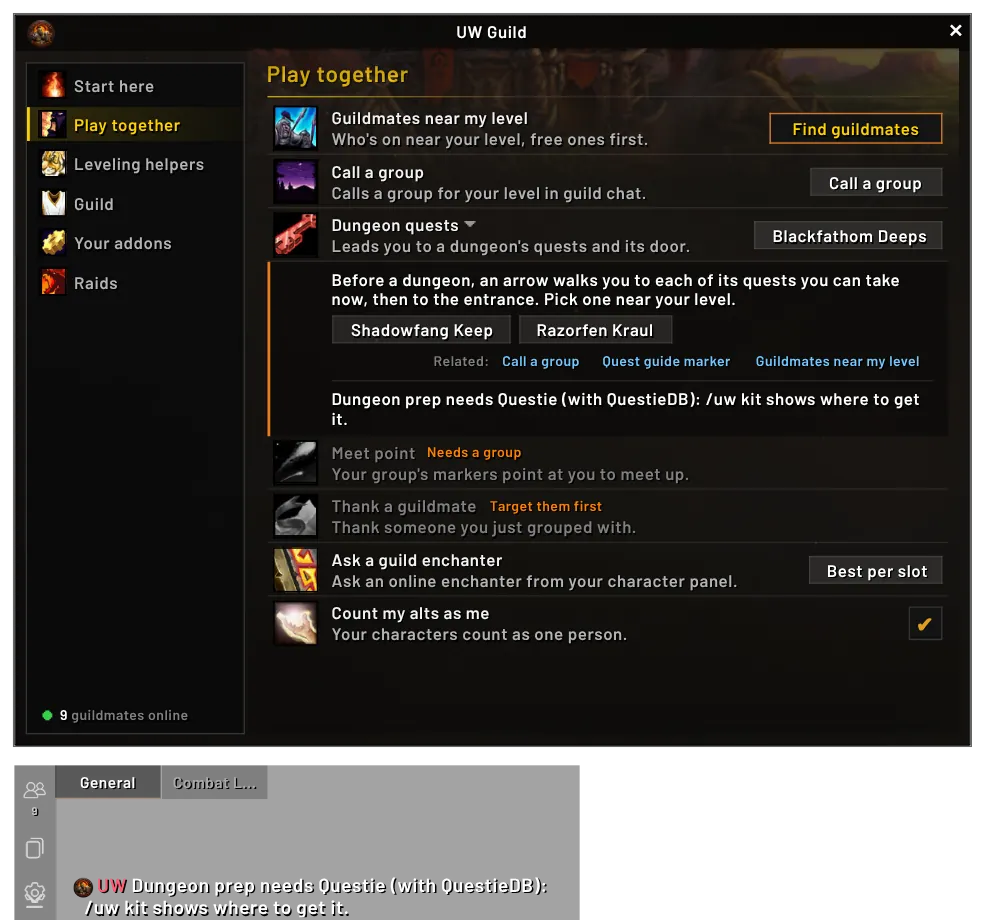 UW Guild
Start here
Play together
Leveling helpers
Guild
Your addons
Raids
9 guildmates online
Play together
Guildmates near my level
Who's on near your level, free ones first.
Find guildmates
Call a group
Calls a group for your level in guild chat.
Call a group
Dungeon quests
Leads you to a dungeon's quests and its door.
Blackfathom Deeps
Before a dungeon, an arrow walks you to each of its quests you can take
now, then to the entrance. Pick one near your level.
Shadowfang Keep
Razorfen Kraul
Related: Call a group Quest guide marker Guildmates near my level
Dungeon prep needs Questie (with QuestieDB): /uw kit shows where to get
it.
Meet point Needs a group
Your group's markers point at you to meet up.
Thank a guildmate Target them first
Thank someone you just grouped with.
Ask a guild enchanter
Ask an online enchanter from your character panel.
Best per slot
Count my alts as me
Your characters count as one person.
General
Combat L...
9
UW Dungeon prep needs Questie (with QuestieDB):
/uw kit shows where to get it.